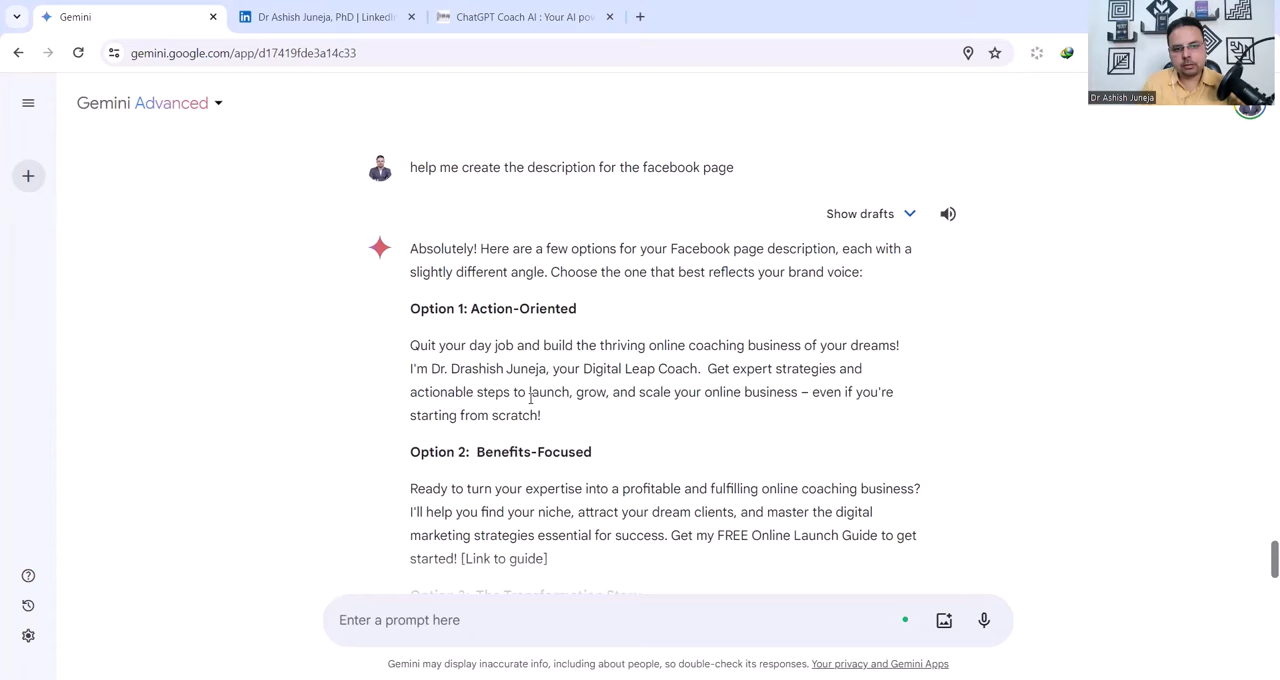 Gemini
Dr Ashish Juneja, PhD | LinkedIn
ChatGPT Coach AI : Your AI pow
gemini.google.com/app/d17419fde3a14c33
Dr Ashish Juneja
Gemini Advanced
help me create the description for the facebook page
Show drafts
Absolutely! Here are a few options for your Facebook page description, each with a
slightly different angle. Choose the one that best reflects your brand voice:
Option 1: Action-Oriented
Quit your day job and build the thriving online coaching business of your dreams!
I'm Dr. Drashish Juneja, your Digital Leap Coach. Get expert strategies and
actionable steps to launch, grow, and scale your online business – even if you're
starting from scratch!
Option 2: Benefits-Focused
Ready to turn your expertise into a profitable and fulfilling online coaching business?
I'll help you find your niche, attract your dream clients, and master the digital
marketing strategies essential for success. Get my FREE Online Launch Guide to get
started! [Link to guide]
Option 3: The Transformation Story
Enter a prompt here
Gemini may display inaccurate info, including about people, so double-check its responses. Your privacy and Gemini Apps